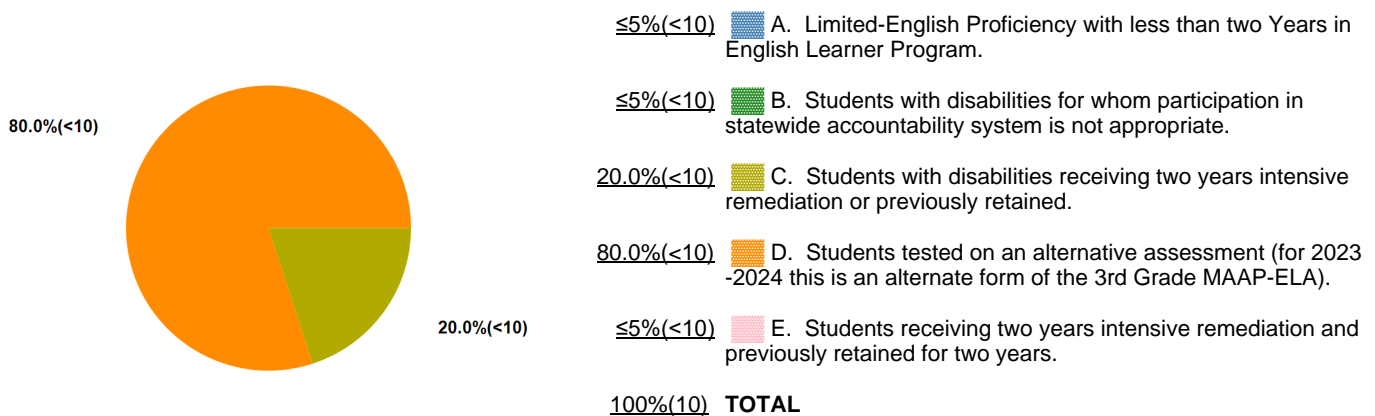 80.0%(<10)
20.0%(<10)
≤5%(<10) A. Limited-English Proficiency with less than two Years in
English Learner Program.
≤5%(<10) B. Students with disabilities for whom participation in
statewide accountability system is not appropriate.
20.0%(<10) C. Students with disabilities receiving two years intensive
remediation or previously retained.
80.0%(<10) D. Students tested on an alternative assessment (for 2023
-2024 this is an alternate form of the 3rd Grade MAAP-ELA).
≤5%(<10) E. Students receiving two years intensive remediation and
previously retained for two years.
100%(10) TOTAL